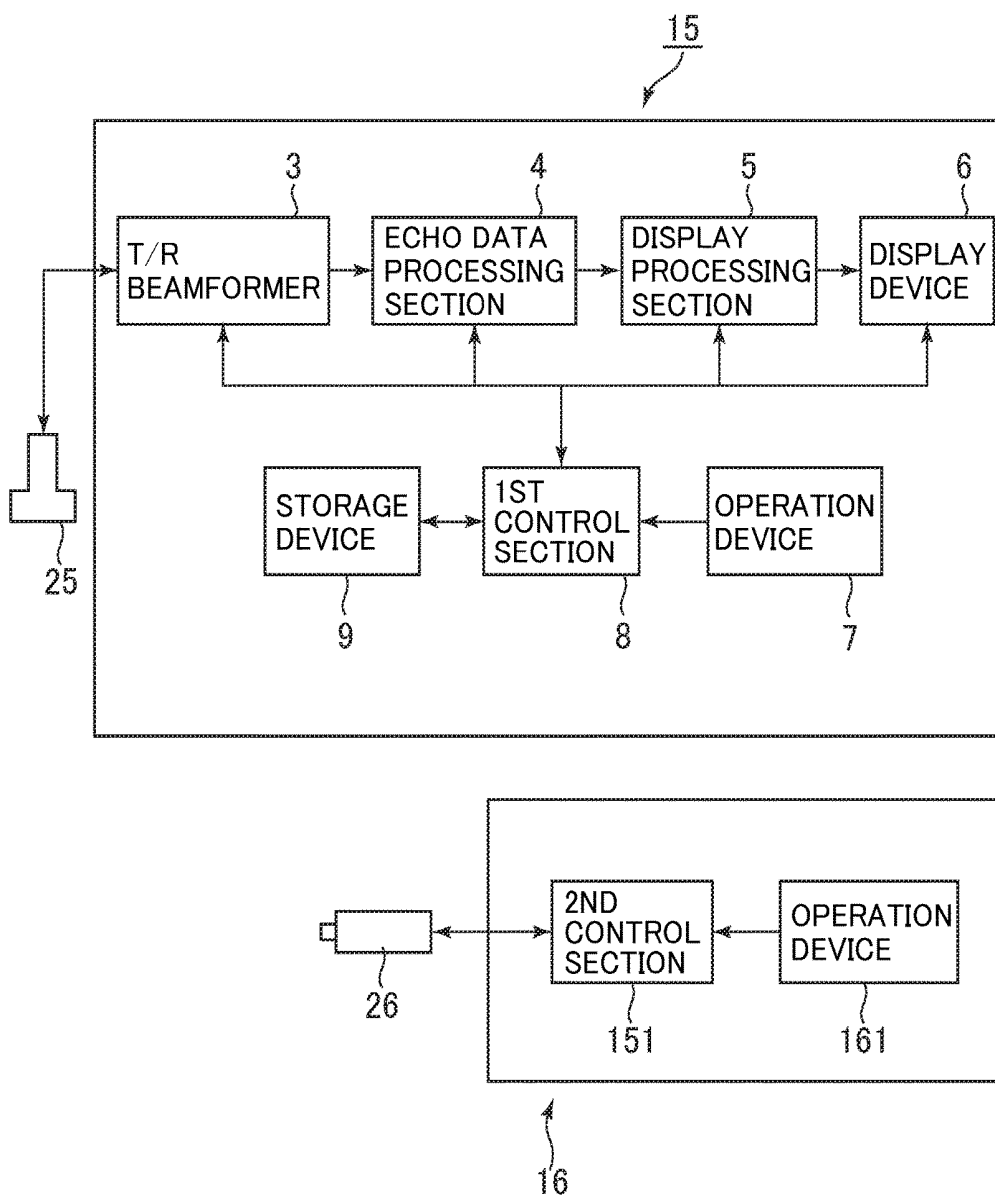 15
3
4
5
6
T/R
BEAMFORMER
ECHO DATA
PROCESSING
SECTION
DISPLAY
PROCESSING
SECTION
DISPLAY
DEVICE
25
STORAGE
DEVICE
1ST
CONTROL
SECTION
OPERATION
DEVICE
9
8
7
26
2ND
CONTROL
SECTION
OPERATION
DEVICE
151
161
16